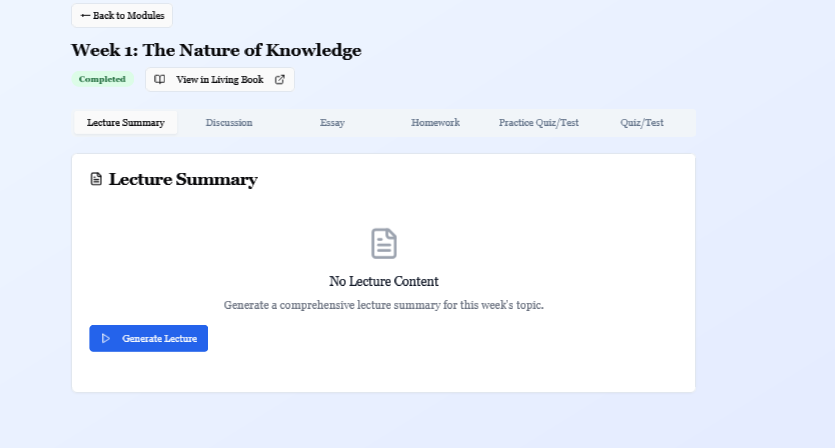 ← Back to Modules
Week 1: The Nature of Knowledge
Completed
View in Living Book
Lecture Summary
Discussion
Essay
Homework
Practice Quiz/Test
Quiz/Test
Lecture Summary
No Lecture Content
Generate a comprehensive lecture summary for this week's topic.
Generate Lecture